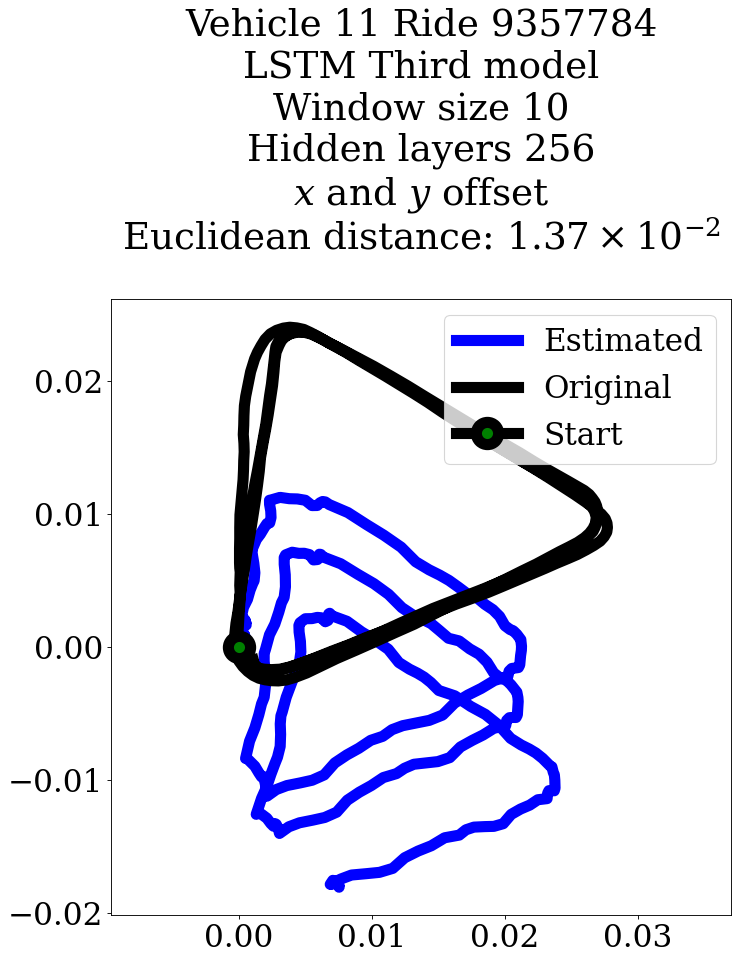 Vehicle 11 Ride 9357784
LSTM Third model
Window size 10
Hidden layers 256
x and y offset
Euclidean distance: 1.37 × 10⁻²
Estimated
Original
Start
0.02
0.01
0.00
−0.01
−0.02
0.00 0.01 0.02 0.03